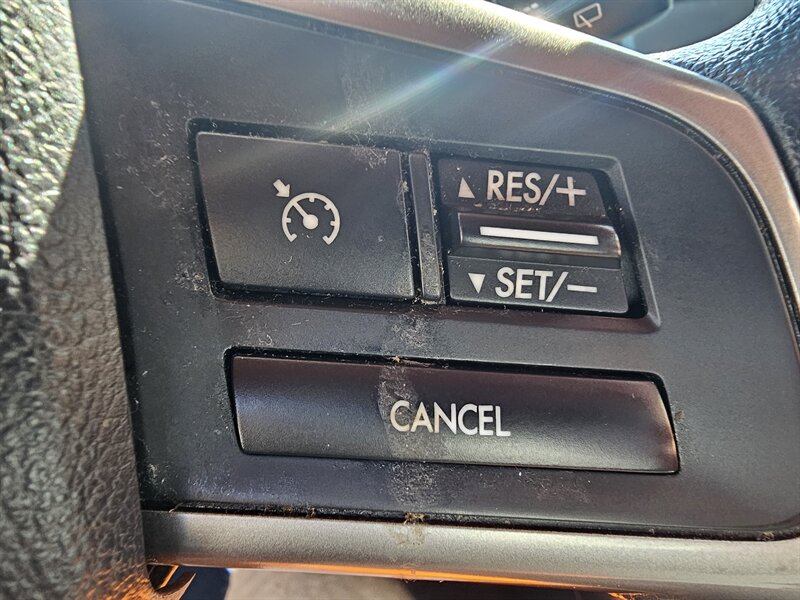 ▲ RES/+
▼ SET/−
CANCEL